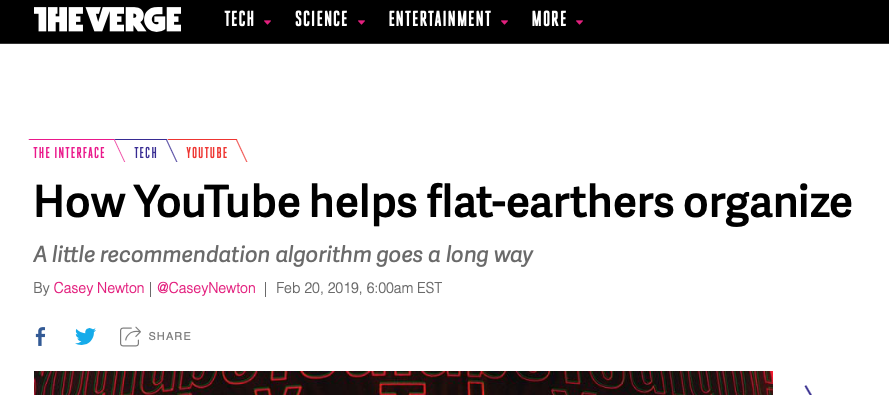 THE VERGE TECH SCIENCE ENTERTAINMENT MORE
THE INTERFACE TECH YOUTUBE
How YouTube helps flat-earthers organize
A little recommendation algorithm goes a long way
By Casey Newton | @CaseyNewton | Feb 20, 2019, 6:00am EST
f SHARE